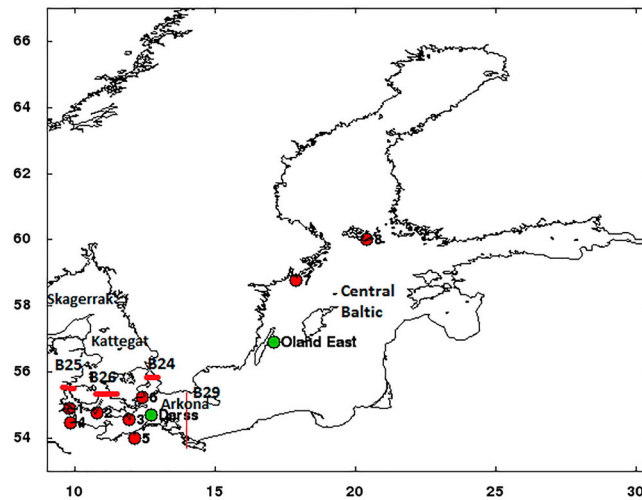 66
64
62
60
58
56
54
8
7
Central
Baltic
Skagerrak
Kattegat
Oland East
B25
B24
B26
B29
6
Arkona
1
2
3
Darss
4
5
10
15
20
25
30